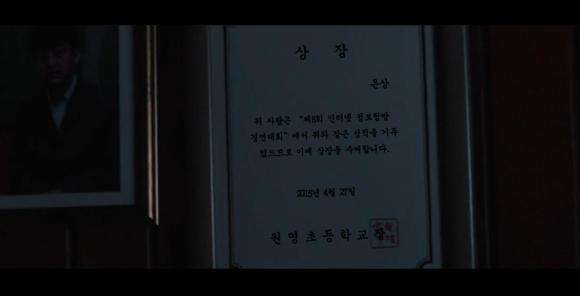 상 장
은상
위 사람은 "제8회 인터넷 정보탐방
경연대회" 에서 위와 같은 성적을 거두
었으므로 이에 상장을 수여합니다.
2015년 4월 27일
원 명 초 등 학 교 장